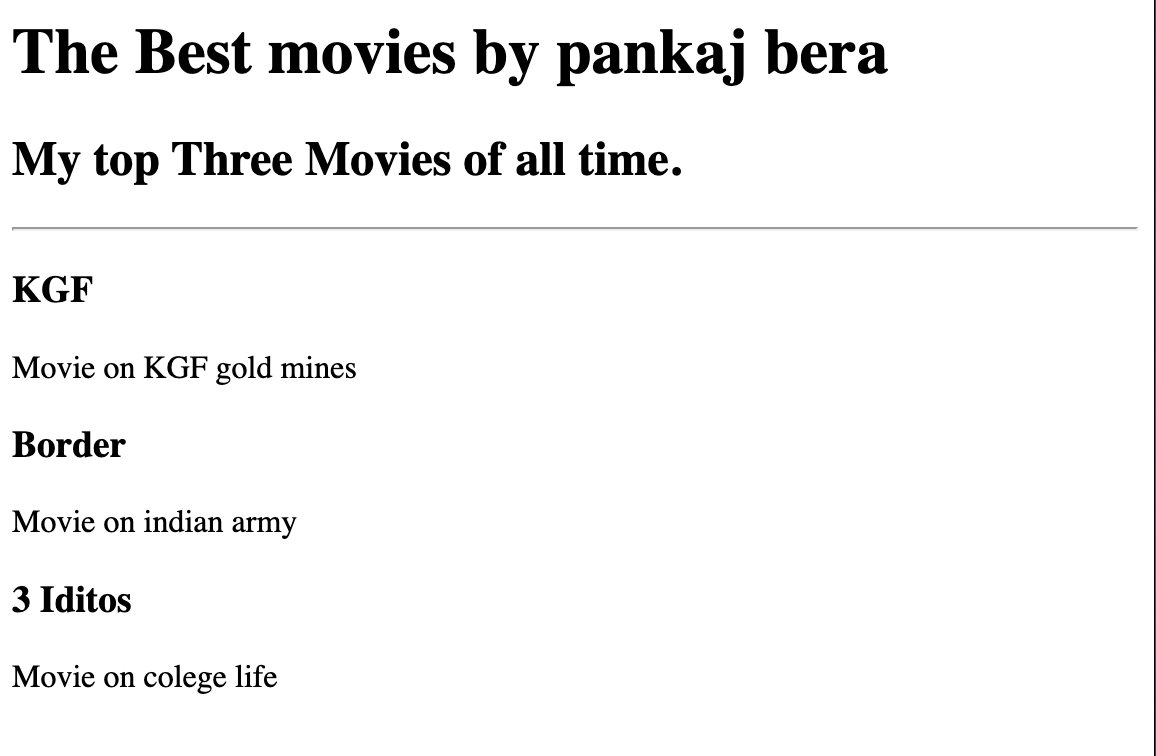 The Best movies by pankaj bera
My top Three Movies of all time.
KGF
Movie on KGF gold mines
Border
Movie on indian army
3 Iditos
Movie on colege life